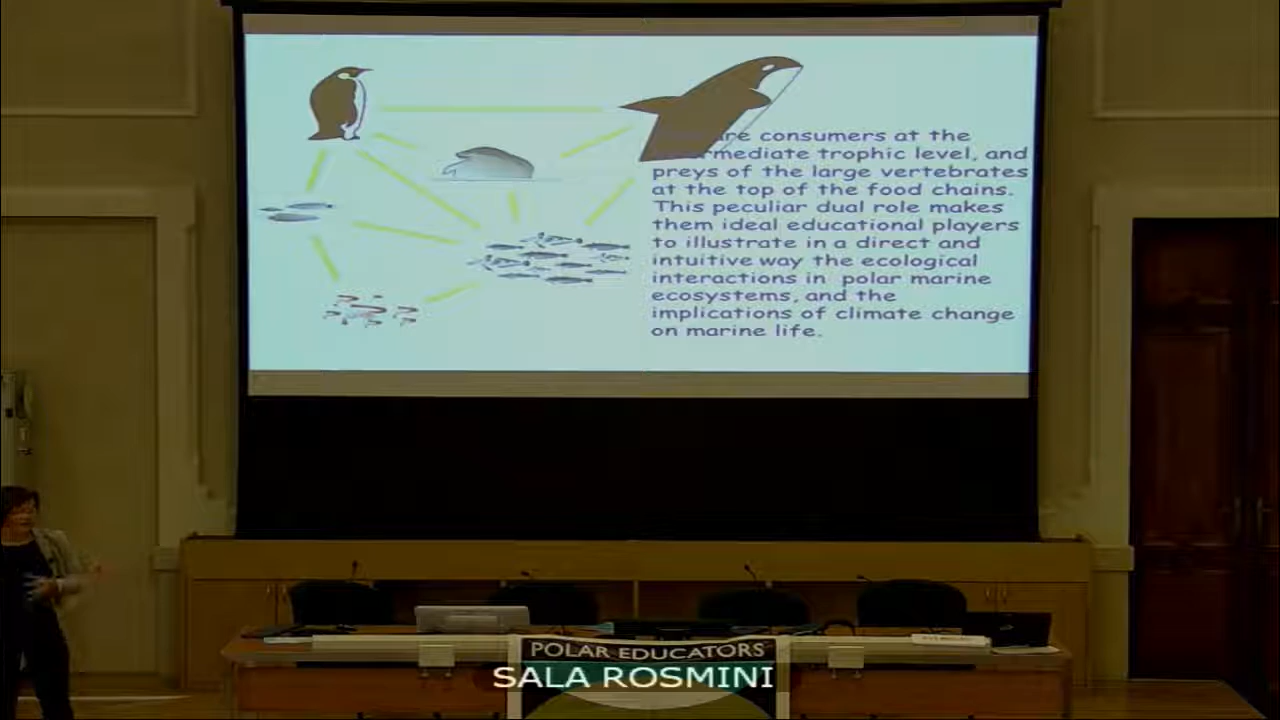 re consumers at the
rmediate trophic level, and
preys of the large vertebrates
at the top of the food chains.
This peculiar dual role makes
them ideal educational players
to illustrate in a direct and
intuitive way the ecological
interactions in polar marine
ecosystems, and the
implications of climate change
on marine life.
POLAR EDUCATORS
SALA ROSMINI